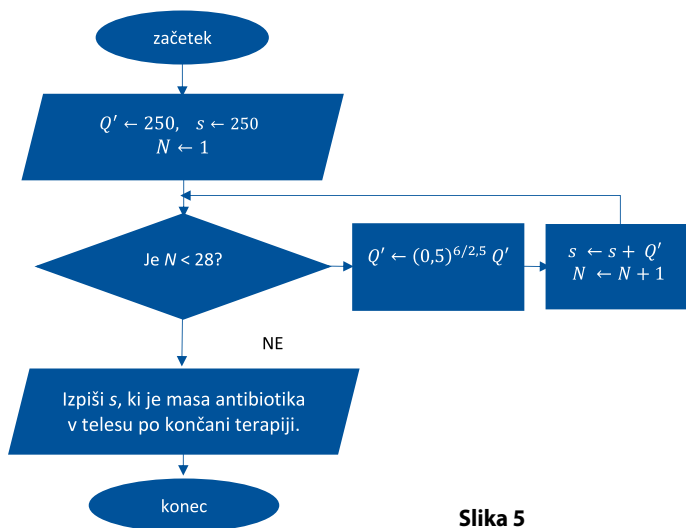 začetek
Q′ ← 250, s ← 250
N ← 1
Je N < 28?
Q′ ← (0,5)^{6/2,5} Q′
s ← s + Q′
N ← N + 1
NE
Izpiši s, ki je masa antibiotika
v telesu po končani terapiji.
konec
Slika 5